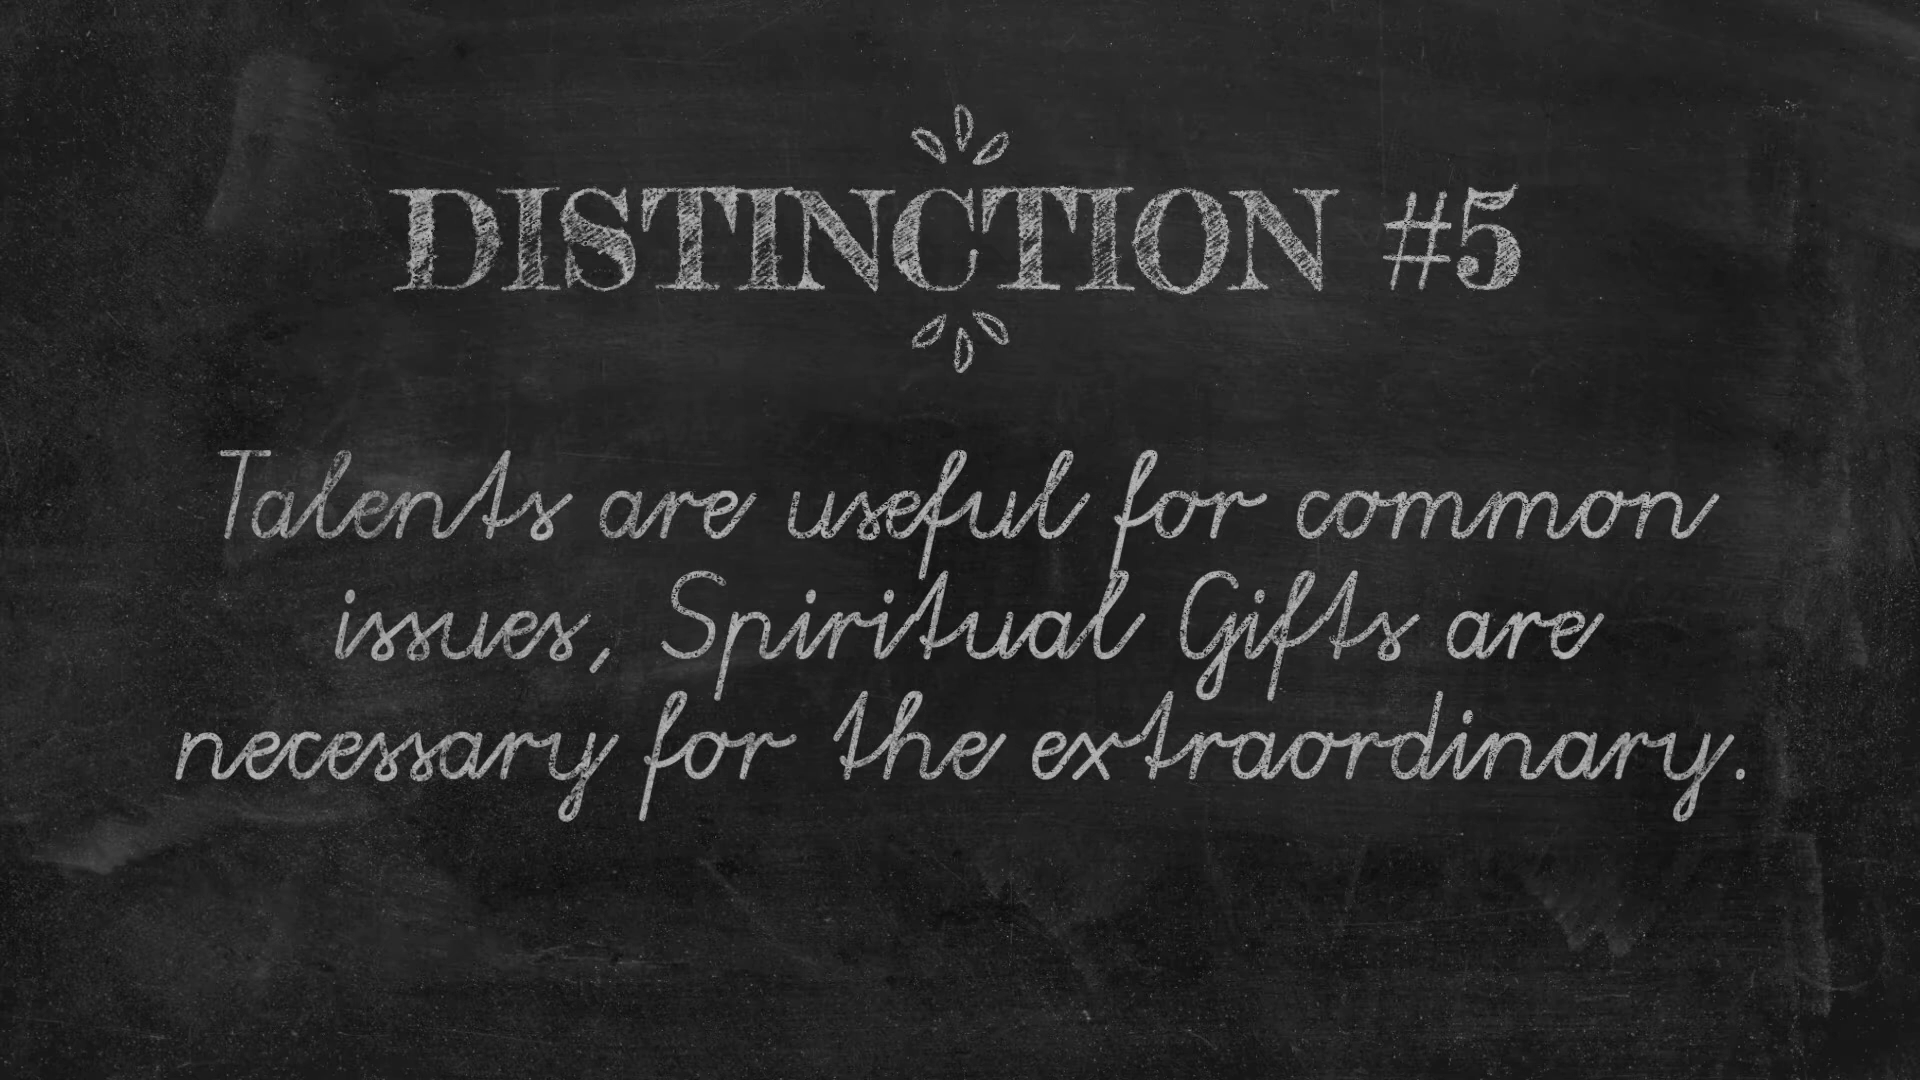 DISTINCTION #5
Talents are useful for common
issues, Spiritual Gifts are
necessary for the extraordinary.